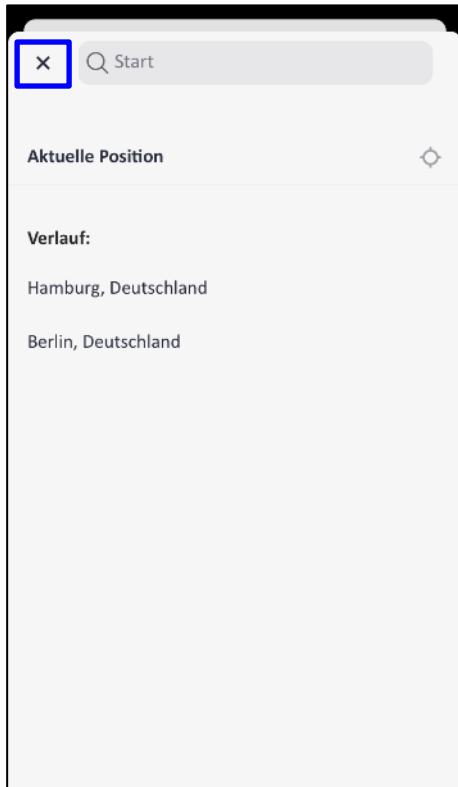 Start
Aktuelle Position
Verlauf:
Hamburg, Deutschland
Berlin, Deutschland